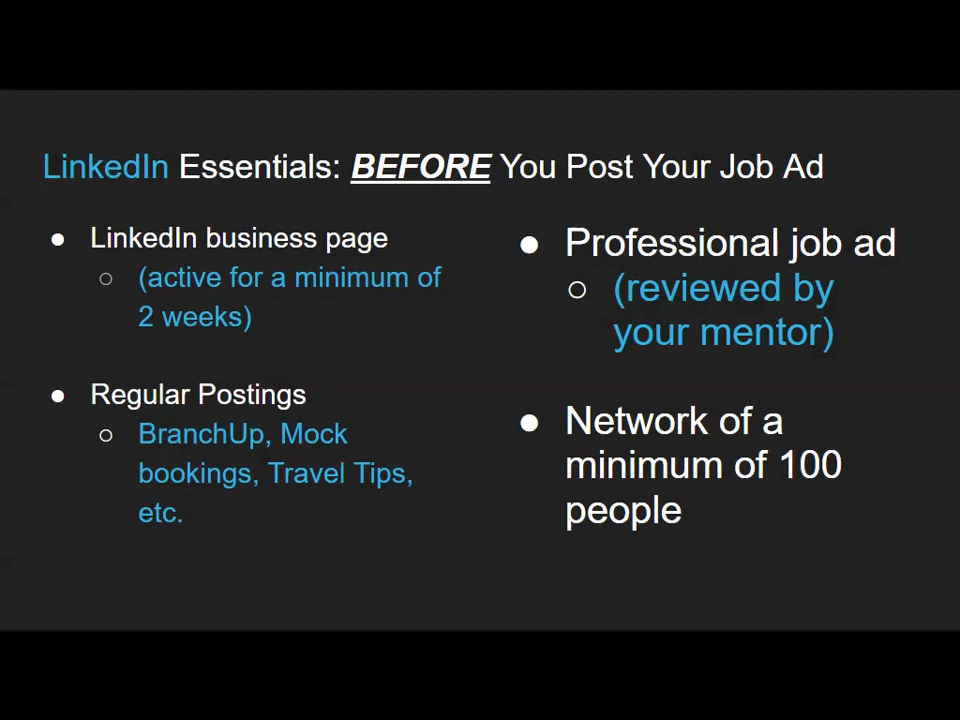 LinkedIn Essentials: BEFORE You Post Your Job Ad
● LinkedIn business page
○ (active for a minimum of
2 weeks)
● Regular Postings
○ BranchUp, Mock
bookings, Travel Tips,
etc.
● Professional job ad
○ (reviewed by
your mentor)
● Network of a
minimum of 100
people